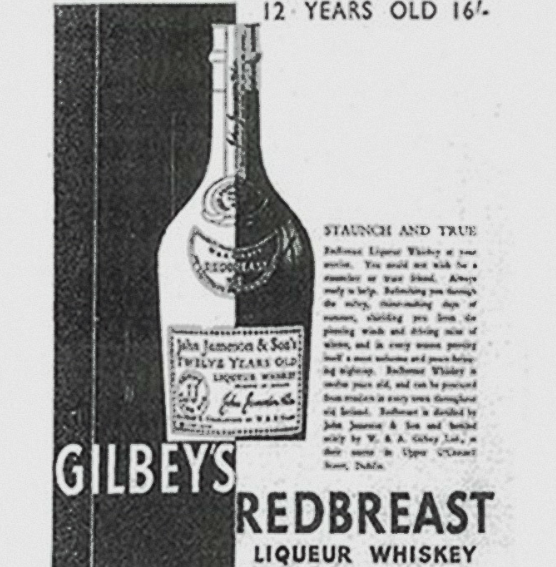 12 · YEARS OLD 16/-
REDBREAST
John Jameson & Son's
TWELVE YEARS OLD
LIQUEUR WHISKEY
STAUNCH AND TRUE
Redbreast Liqueur Whiskey at your
service. You could not wish for a
stauncher or truer friend. Always
ready to help. Refreshing you through
the sultry, thirst-making days of
summer, shielding you from the
piercing winds and driving rains of
winter, and in every season proving
itself a most welcome and peace-bring-
ing nightcap. Redbreast Whiskey is
twelve years old, and can be procured
from vendors in every town throughout
old Ireland. Redbreast is distilled by
John Jameson & Son and bottled
solely by W. & A. Gilbey Ltd., at
their stores in Upper O'Connell
Street, Dublin.
GILBEY'S
REDBREAST
LIQUEUR WHISKEY